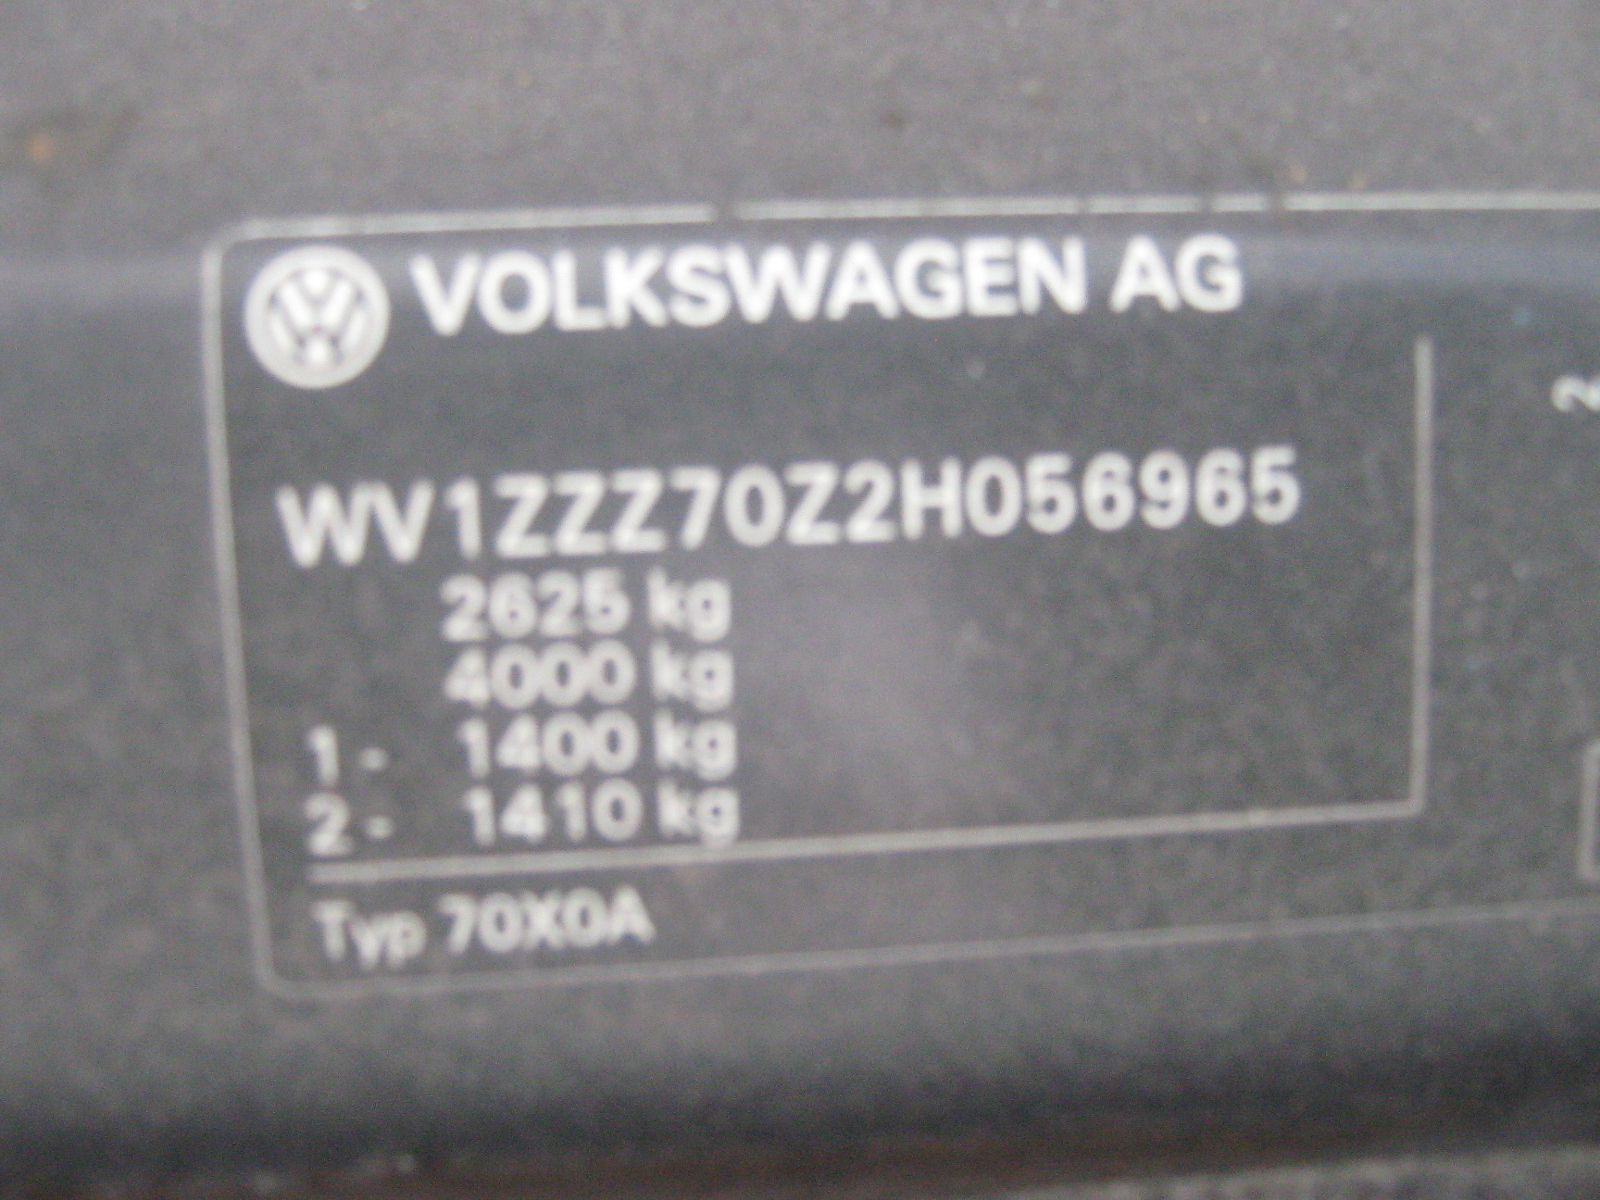 VOLKSWAGEN AG
WV1ZZZ70Z2H056965
2625 kg
4000 kg
1 - 1400 kg
2 - 1410 kg
Typ 70X0A